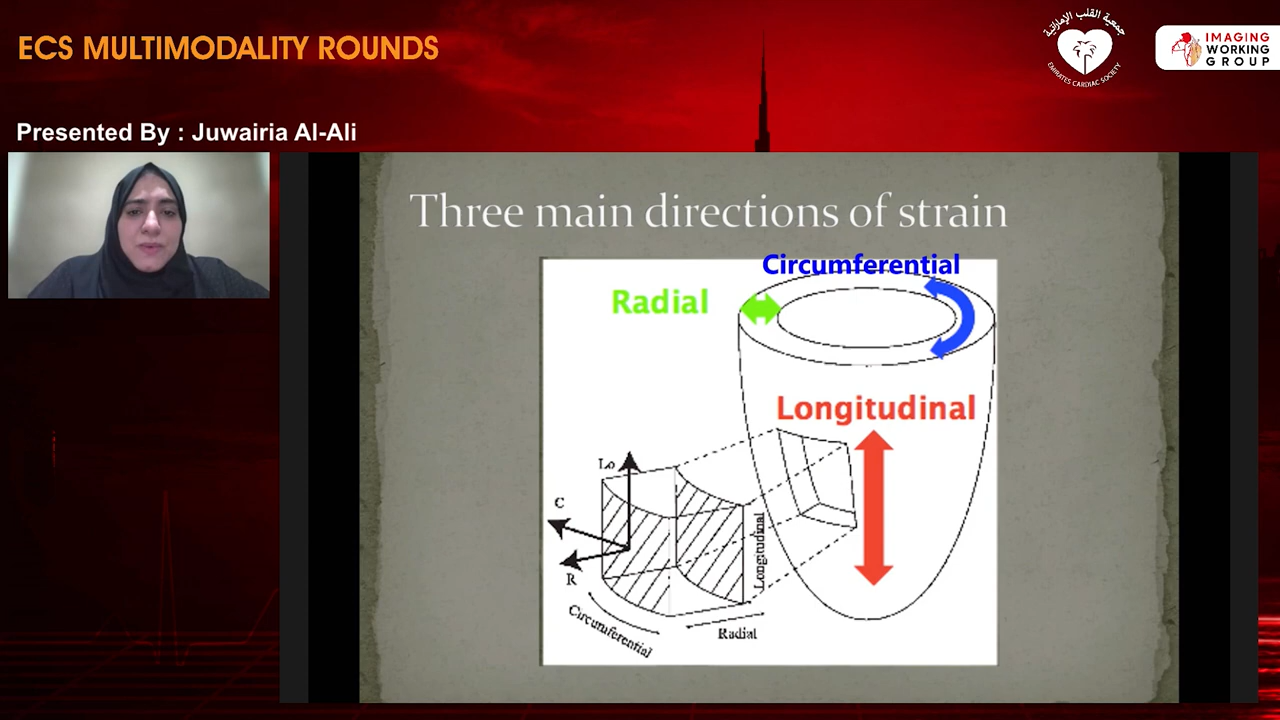 ECS MULTIMODALITY ROUNDS
جمعية القلب الإماراتية
EMIRATES CARDIAC SOCIETY
IMAGING
WORKING
GROUP
Presented By : Juwairia Al-Ali
Three main directions of strain
Circumferential
Radial
Longitudinal
Lo
C
R
Longitudinal
Circumferential
Radial